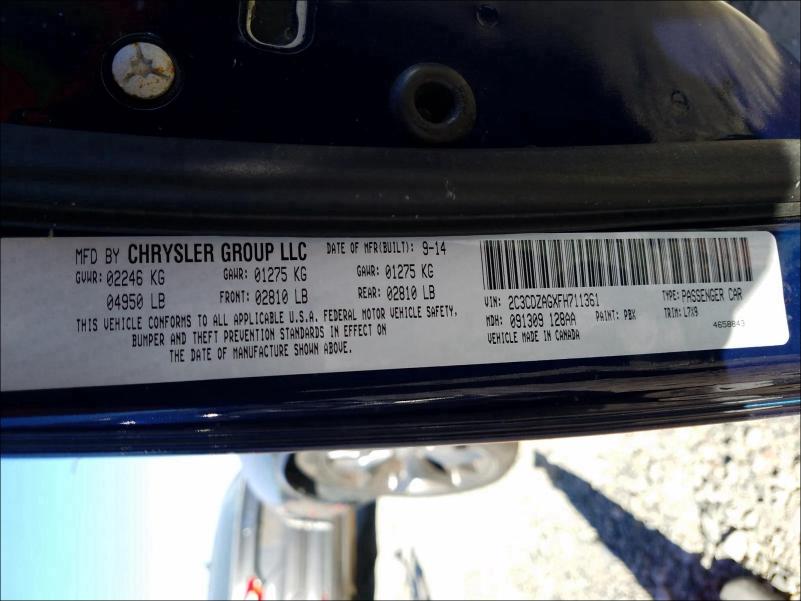 MFD BY CHRYSLER GROUP LLC DATE OF MFR(BUILT): 9-14
GVWR: 02246 KG GAWR: 01275 KG GAWR: 01275 KG
04950 LB FRONT: 02810 LB REAR: 02810 LB
THIS VEHICLE CONFORMS TO ALL APPLICABLE U.S.A. FEDERAL MOTOR VEHICLE SAFETY,
BUMPER AND THEFT PREVENTION STANDARDS IN EFFECT ON
THE DATE OF MANUFACTURE SHOWN ABOVE.
VIN: 2C3CDZAGXFH711361 TYPE: PASSENGER CAR
MDH: 091309 128AA PAINT: PBX TRIM: L7X9
VEHICLE MADE IN CANADA 4658843